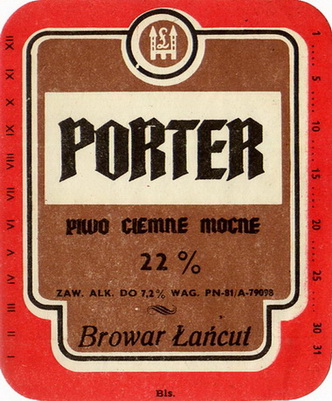 Ł
PORTER
PIWO CIEMNE MOCNE
22 %
ZAW. ALK. DO 7,2% WAG. PN-81/A-79098
Browar Łańcut
I II III IV V VI VII VIII IX X XI XII
1 5 10 15 20 25 30 31
Bls.